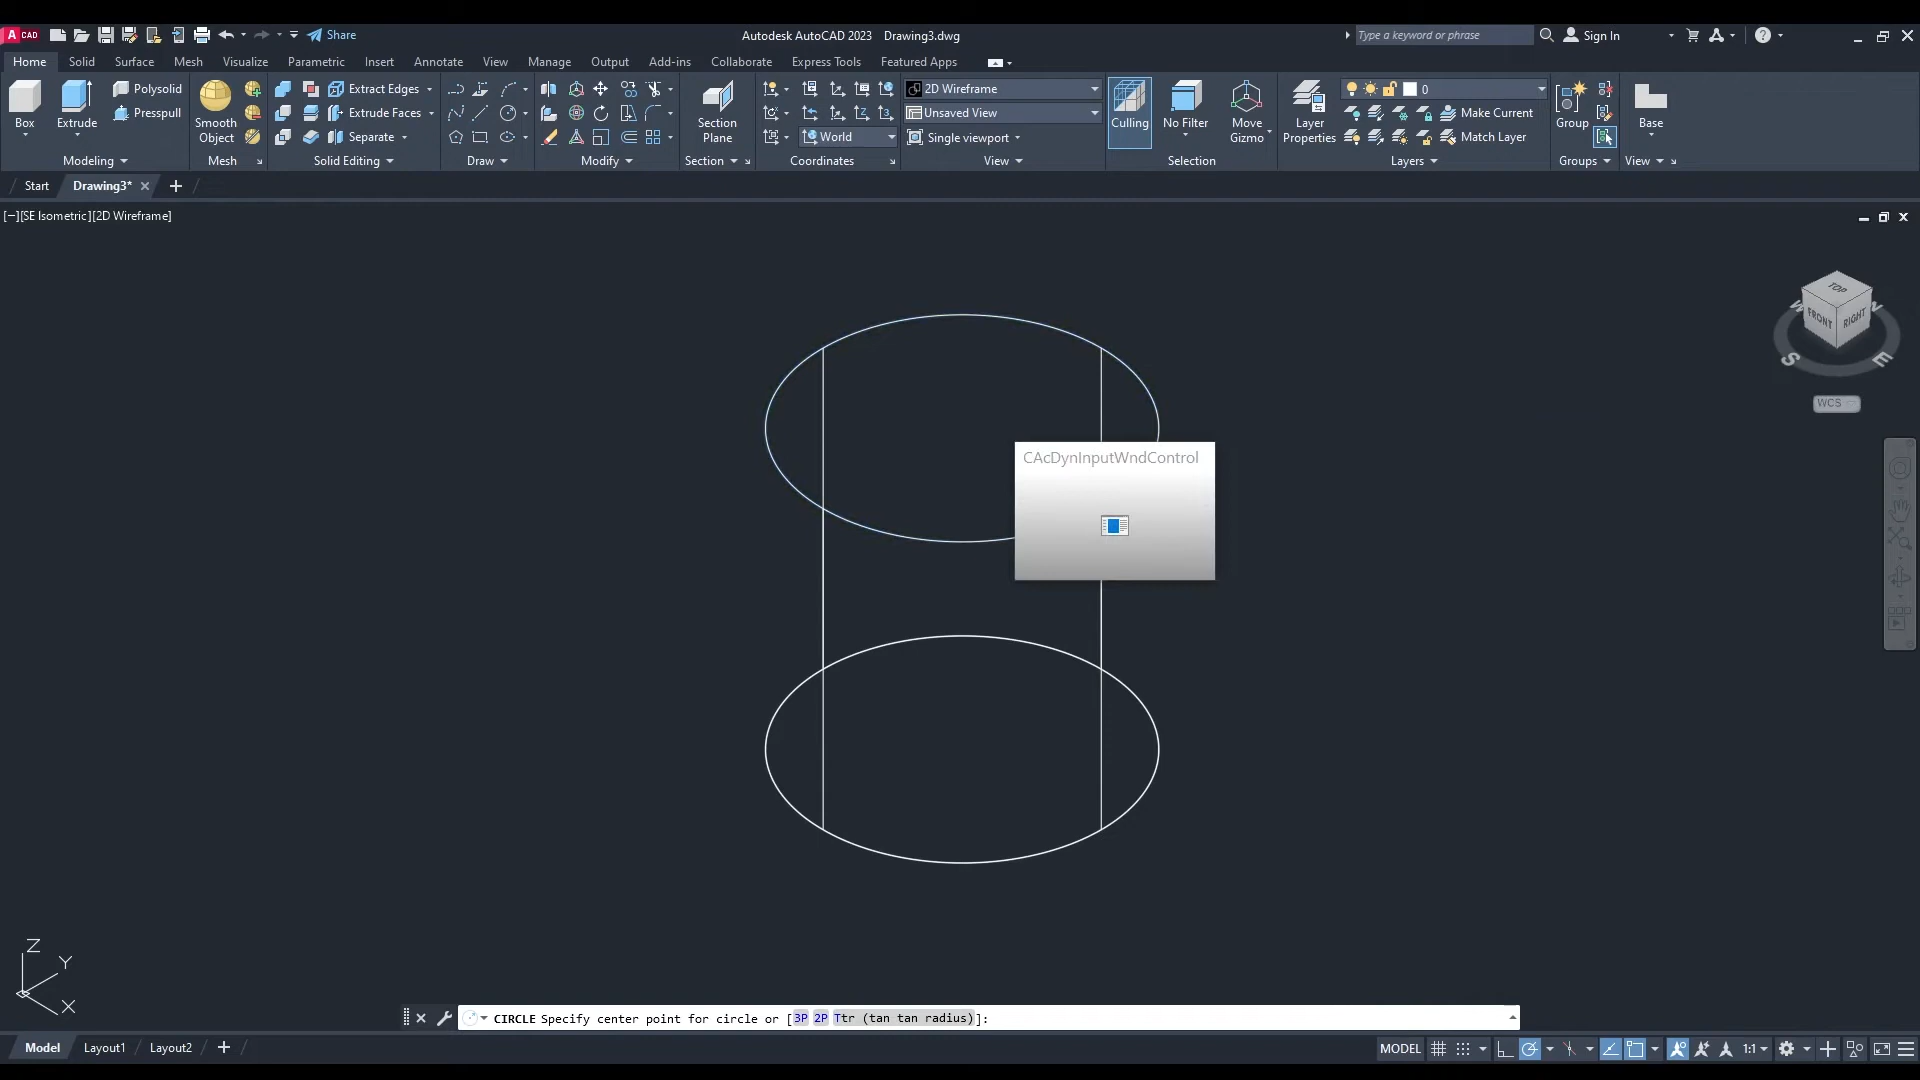 A CAD Share Autodesk AutoCAD 2023 Drawing3.dwg Type a keyword or phrase Sign In
Home Solid Surface Mesh Visualize Parametric Insert Annotate View Manage Output Add-ins Collaborate Express Tools Featured Apps
Box
Extrude
Polysolid
Presspull
Modeling
Smooth
Object
Mesh
Extract Edges
Extrude Faces
Separate
Solid Editing
Draw
Modify
Section
Plane
Section
World
Coordinates
2D Wireframe
Unsaved View
Single viewport
View
Culling
No Filter
Move
Gizmo
Selection
Layer
Properties
0
Make Current
Match Layer
Layers
Group
Groups
Base
View
Start Drawing3*
[−][SE Isometric][2D Wireframe]
TOP
FRONT RIGHT
W N
S E
WCS
CAcDynInputWndControl
Z
Y
X
CIRCLE Specify center point for circle or [3P 2P Ttr (tan tan radius)]:
Model Layout1 Layout2 MODEL 1:1